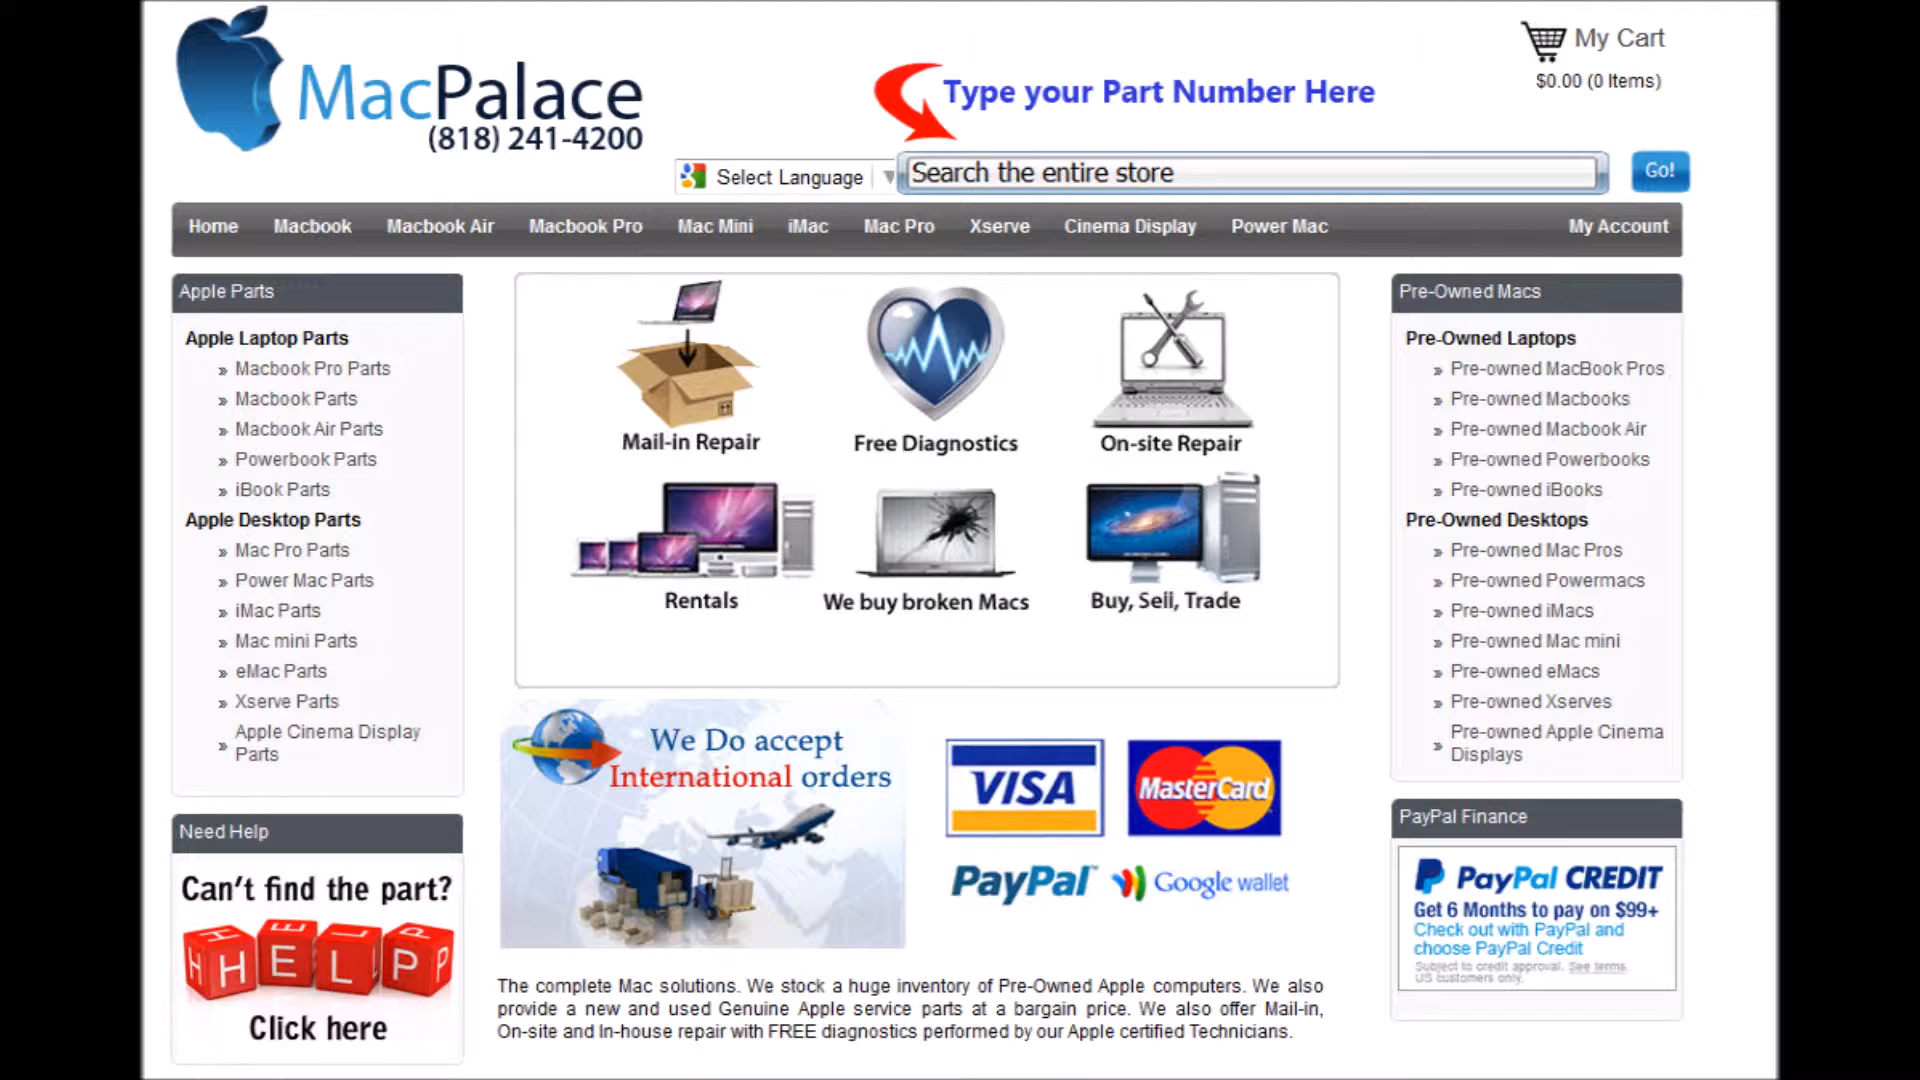 MacPalace
(818) 241-4200
Type your Part Number Here
My Cart
$0.00 (0 Items)
Select Language
Search the entire store
Go!
Home Macbook Macbook Air Macbook Pro Mac Mini iMac Mac Pro Xserve Cinema Display Power Mac My Account
Apple Parts
Apple Laptop Parts
» Macbook Pro Parts
» Macbook Parts
» Macbook Air Parts
» Powerbook Parts
» iBook Parts
Apple Desktop Parts
» Mac Pro Parts
» Power Mac Parts
» iMac Parts
» Mac mini Parts
» eMac Parts
» Xserve Parts
» Apple Cinema Display
Parts
Need Help
Can't find the part?
HELP
Click here
Mail-in Repair
Free Diagnostics
On-site Repair
Rentals
We buy broken Macs
Buy, Sell, Trade
We Do accept
International orders
VISA
MasterCard
PayPal
Google wallet
The complete Mac solutions. We stock a huge inventory of Pre-Owned Apple computers. We also
provide a new and used Genuine Apple service parts at a bargain price. We also offer Mail-in,
On-site and In-house repair with FREE diagnostics performed by our Apple certified Technicians.
Pre-Owned Macs
Pre-Owned Laptops
» Pre-owned MacBook Pros
» Pre-owned Macbooks
» Pre-owned Macbook Air
» Pre-owned Powerbooks
» Pre-owned iBooks
Pre-Owned Desktops
» Pre-owned Mac Pros
» Pre-owned Powermacs
» Pre-owned iMacs
» Pre-owned Mac mini
» Pre-owned eMacs
» Pre-owned Xserves
» Pre-owned Apple Cinema
Displays
PayPal Finance
PayPal CREDIT
Get 6 Months to pay on $99+
Check out with PayPal and
choose PayPal Credit
Subject to credit approval. See terms.
US customers only.